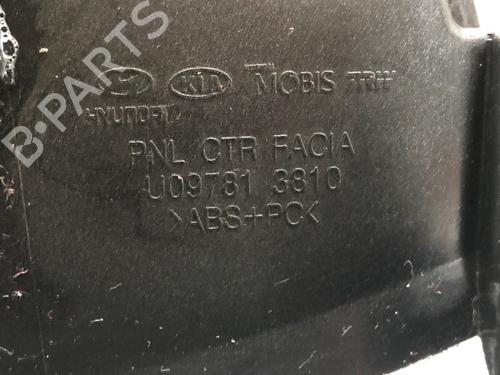 B-PARTS
KIA MOBIS TRW
HYUNDAI
PNL CTR FACIA
U09781 3810
>ABS+PC<